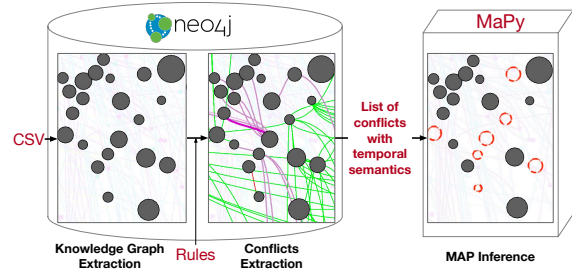 neo4j
MaPy
CSV
List of
conflicts
with
temporal
semantics
Knowledge Graph
Extraction
Rules
Conflicts
Extraction
MAP Inference